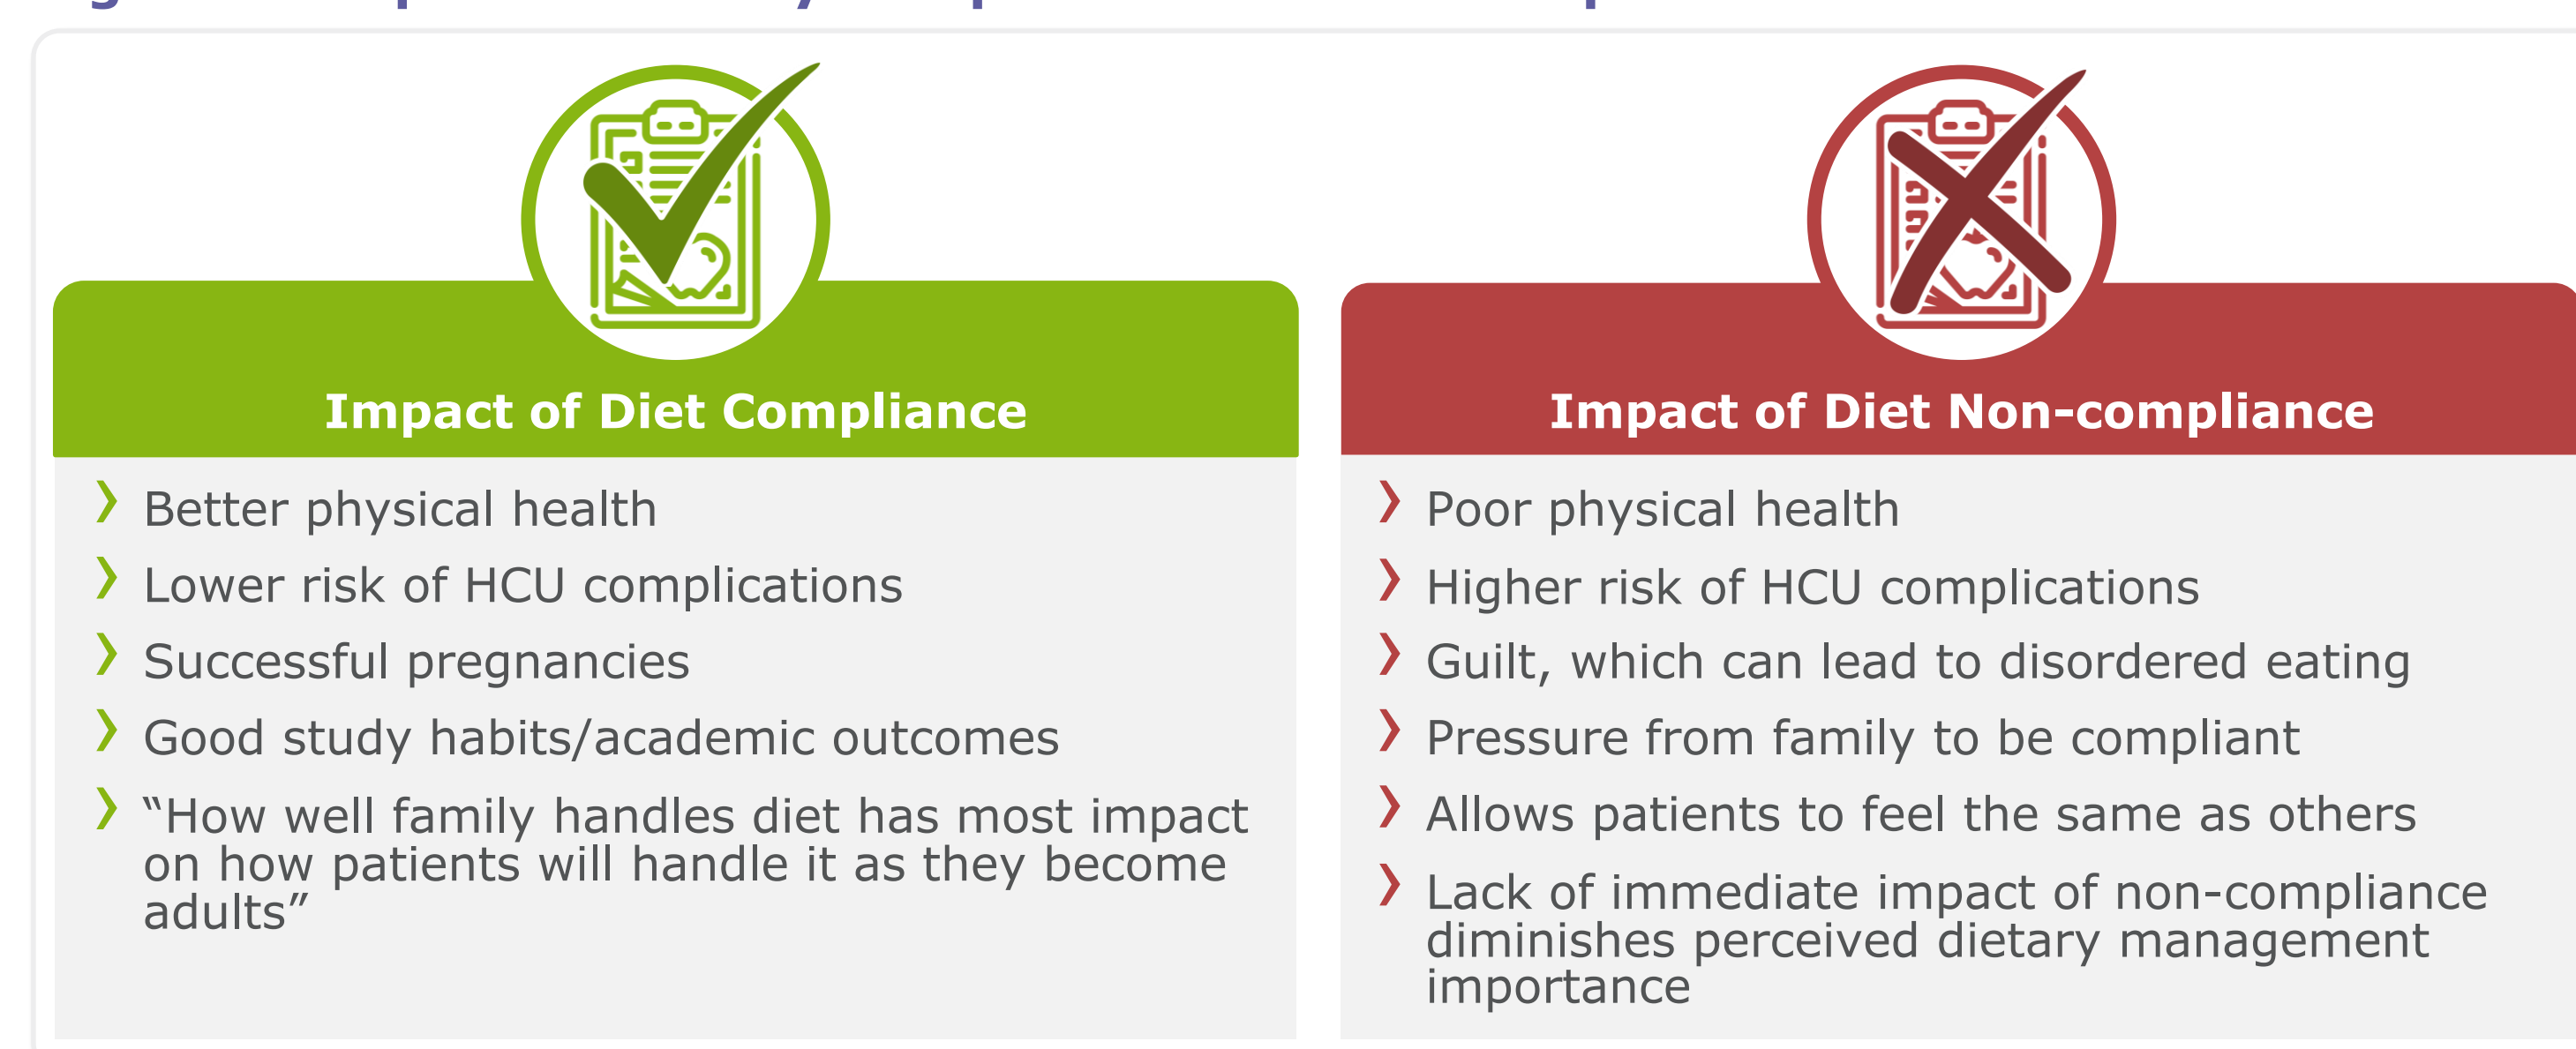 Impact of Diet Compliance
Better physical health
Lower risk of HCU complications
Successful pregnancies
Good study habits/academic outcomes
“How well family handles diet has most impact
on how patients will handle it as they become
adults”
Impact of Diet Non-compliance
Poor physical health
Higher risk of HCU complications
Guilt, which can lead to disordered eating
Pressure from family to be compliant
Allows patients to feel the same as others
Lack of immediate impact of non-compliance
diminishes perceived dietary management
importance